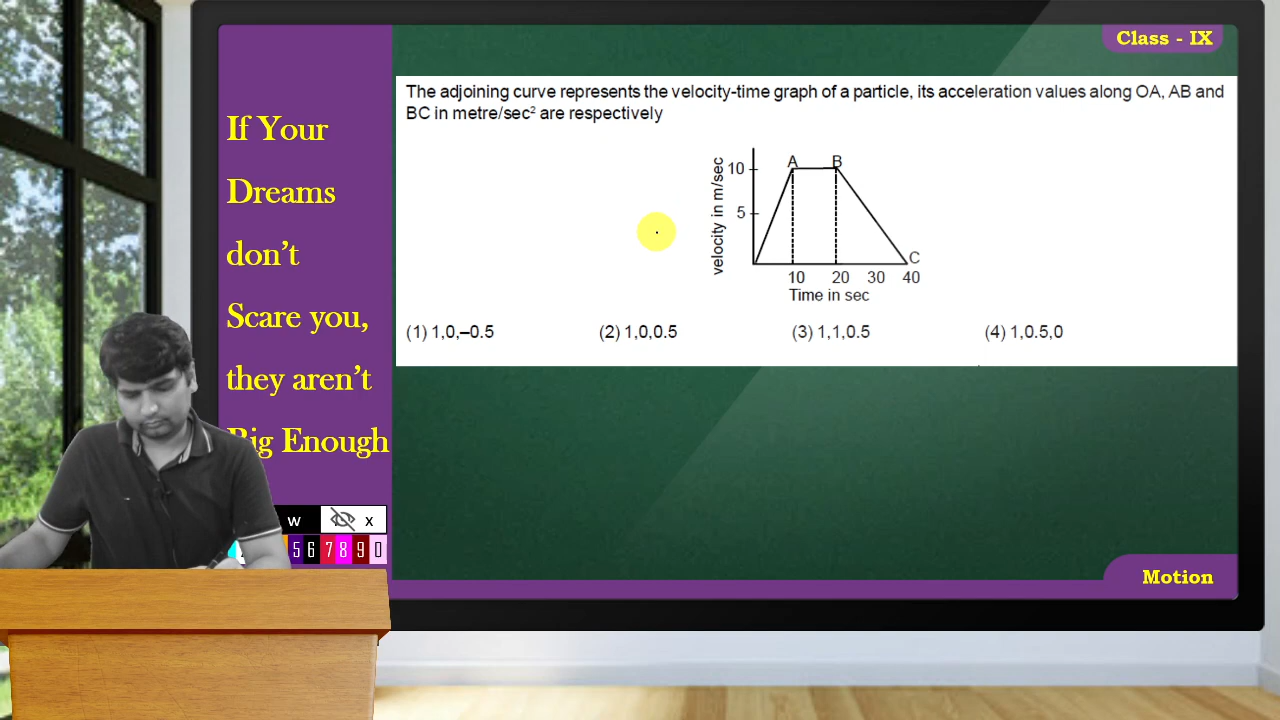 Class - IX
If Your
Dreams
don't
Scare you,
they aren't
Big Enough
The adjoining curve represents the velocity-time graph of a particle, its acceleration values along OA, AB and
BC in metre/sec² are respectively
velocity in m/sec
10
5
A
B
C
10 20 30 40
Time in sec
(1) 1,0,–0.5
(2) 1,0,0.5
(3) 1,1,0.5
(4) 1,0.5,0
w x
5 6 7 8 9 0
Motion